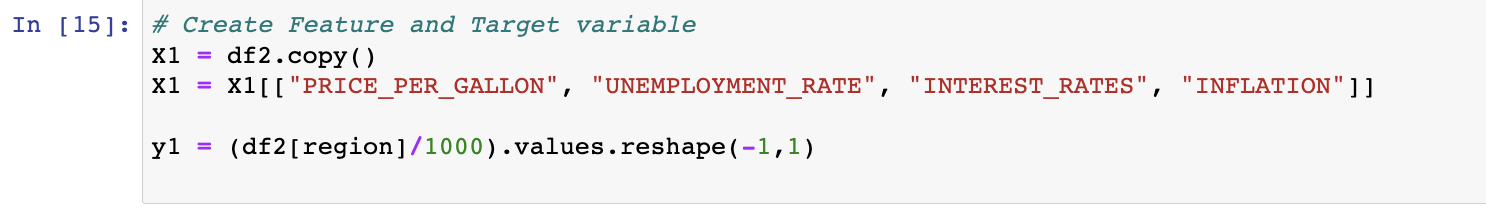 In [15]: # Create Feature and Target variable
X1 = df2.copy()
X1 = X1[["PRICE_PER_GALLON", "UNEMPLOYMENT_RATE", "INTEREST_RATES", "INFLATION"]]
y1 = (df2[region]/1000).values.reshape(-1,1)